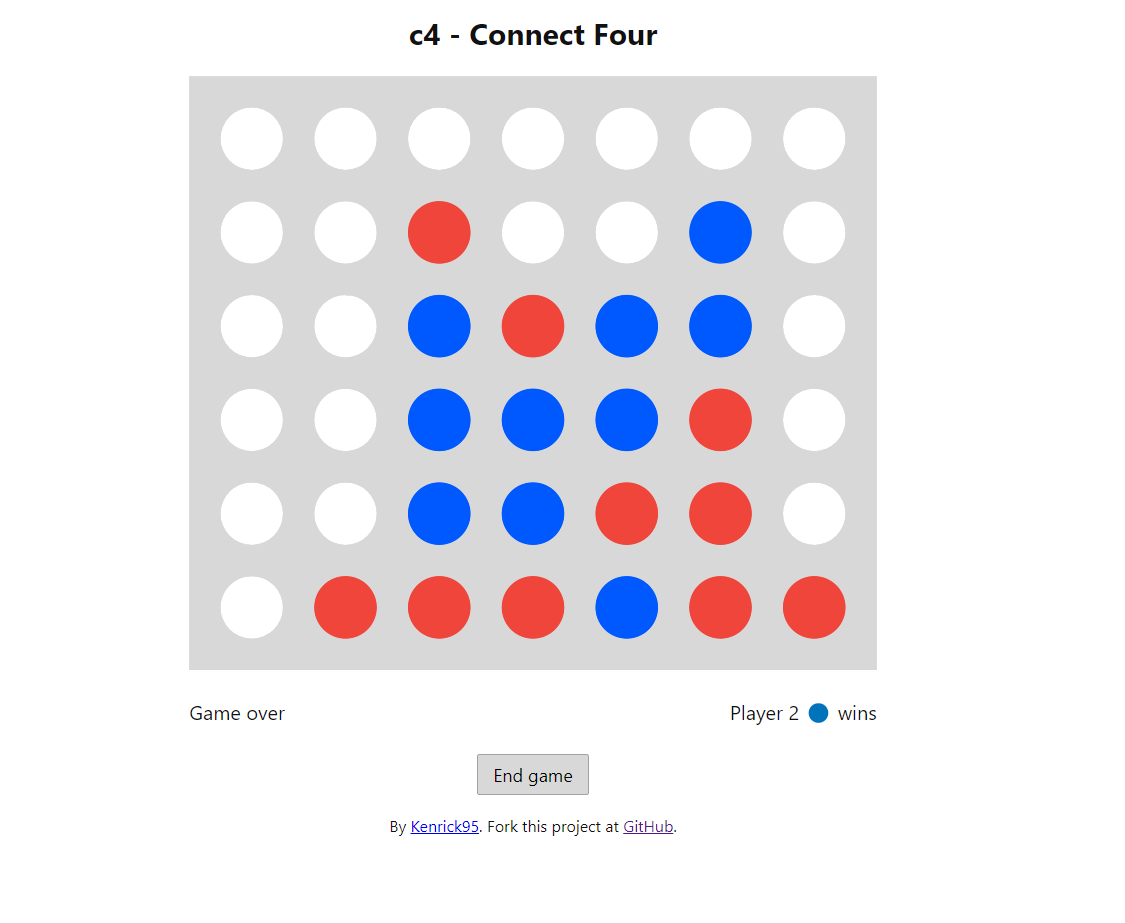 c4 - Connect Four
Game over
Player 2 wins
End game
By Kenrick95. Fork this project at GitHub.